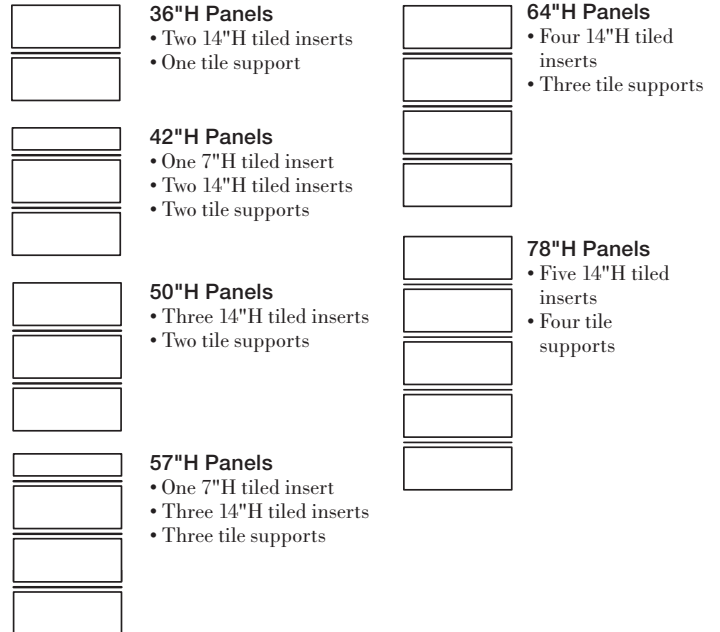 36"H Panels
• Two 14"H tiled inserts
• One tile support
42"H Panels
• One 7"H tiled insert
• Two 14"H tiled inserts
• Two tile supports
50"H Panels
• Three 14"H tiled inserts
• Two tile supports
57"H Panels
• One 7"H tiled insert
• Three 14"H tiled inserts
• Three tile supports
64"H Panels
• Four 14"H tiled
inserts
• Three tile supports
78"H Panels
• Five 14"H tiled
inserts
• Four tile
supports